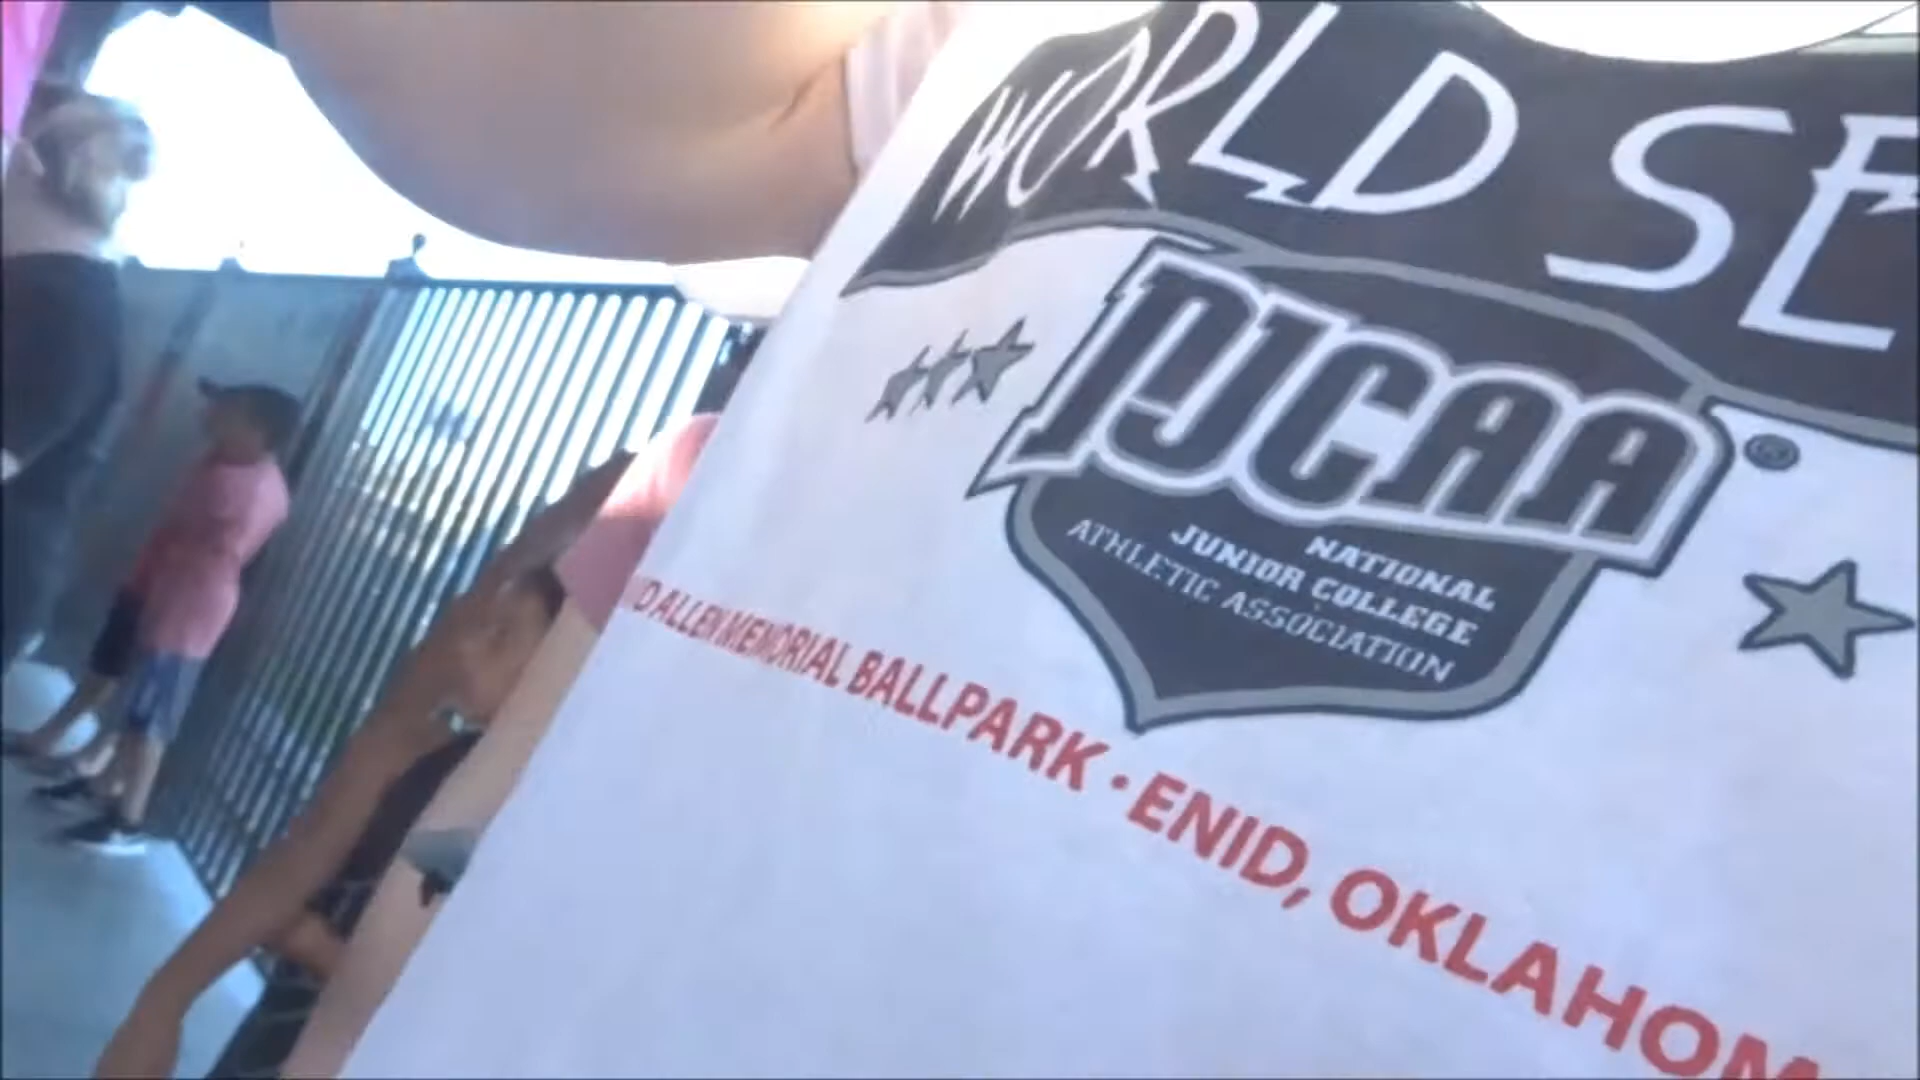 WORLD SE
NJCAA®
NATIONAL
JUNIOR COLLEGE
ATHLETIC ASSOCIATION
D ALLEN MEMORIAL BALLPARK • ENID, OKLAHOM